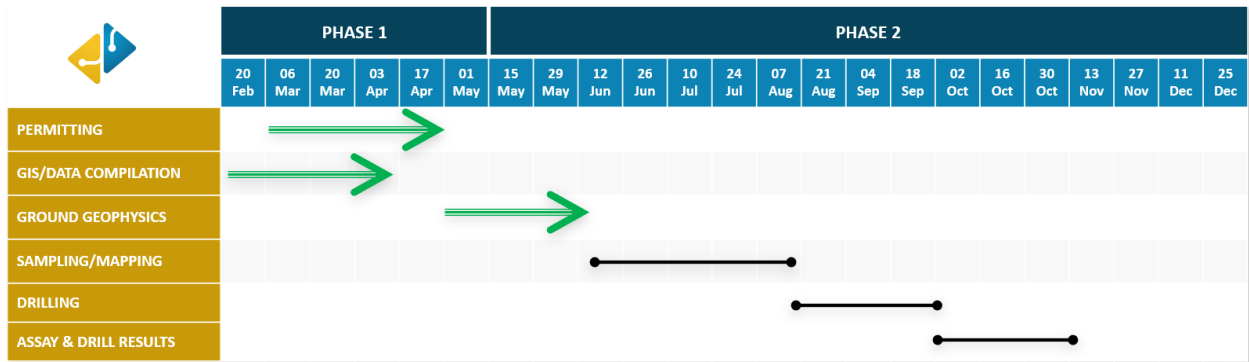 PHASE 1
PHASE 2
20 Feb
06 Mar
20 Mar
03 Apr
17 Apr
01 May
15 May
29 May
12 Jun
26 Jun
10 Jul
24 Jul
07 Aug
21 Aug
04 Sep
18 Sep
02 Oct
16 Oct
30 Oct
13 Nov
27 Nov
11 Dec
25 Dec
PERMITTING
GIS/DATA COMPILATION
GROUND GEOPHYSICS
SAMPLING/MAPPING
DRILLING
ASSAY & DRILL RESULTS